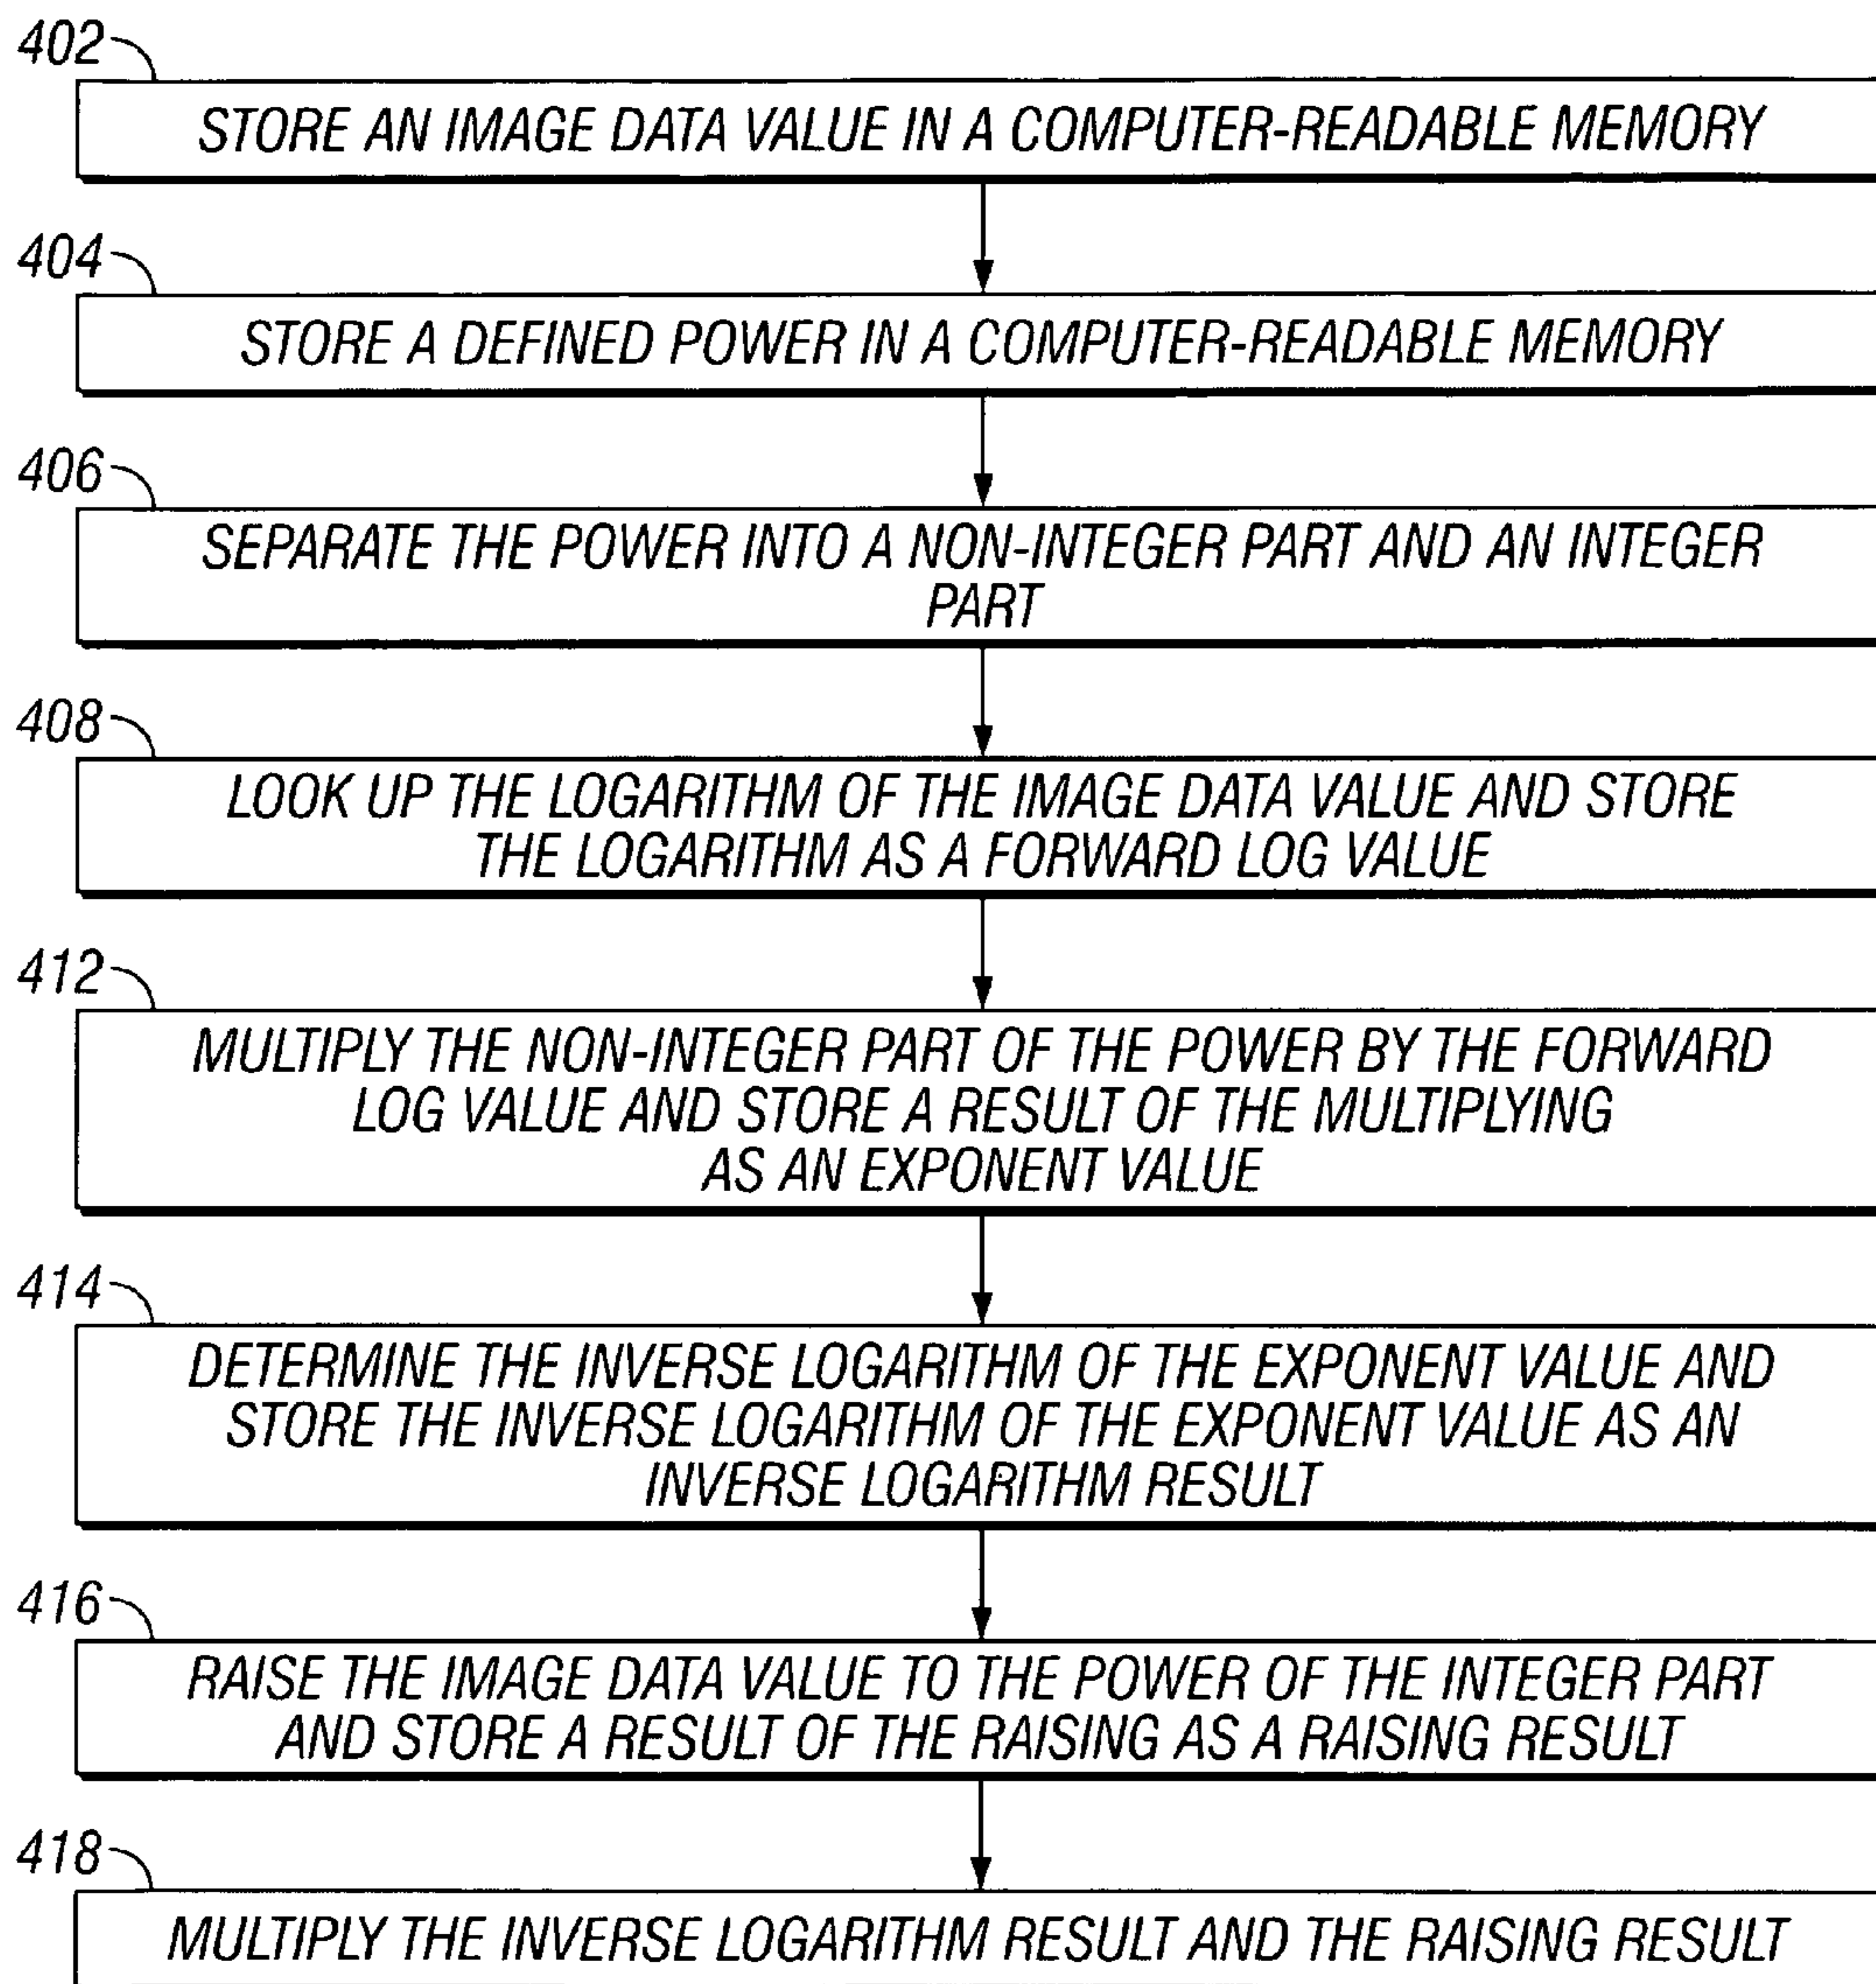 402
STORE AN IMAGE DATA VALUE IN A COMPUTER-READABLE MEMORY
404
STORE A DEFINED POWER IN A COMPUTER-READABLE MEMORY
406
SEPARATE THE POWER INTO A NON-INTEGER PART AND AN INTEGER
PART
408
LOOK UP THE LOGARITHM OF THE IMAGE DATA VALUE AND STORE
THE LOGARITHM AS A FORWARD LOG VALUE
412
MULTIPLY THE NON-INTEGER PART OF THE POWER BY THE FORWARD
LOG VALUE AND STORE A RESULT OF THE MULTIPLYING
AS AN EXPONENT VALUE
414
DETERMINE THE INVERSE LOGARITHM OF THE EXPONENT VALUE AND
STORE THE INVERSE LOGARITHM OF THE EXPONENT VALUE AS AN
INVERSE LOGARITHM RESULT
416
RAISE THE IMAGE DATA VALUE TO THE POWER OF THE INTEGER PART
AND STORE A RESULT OF THE RAISING AS A RAISING RESULT
418
MULTIPLY THE INVERSE LOGARITHM RESULT AND THE RAISING RESULT